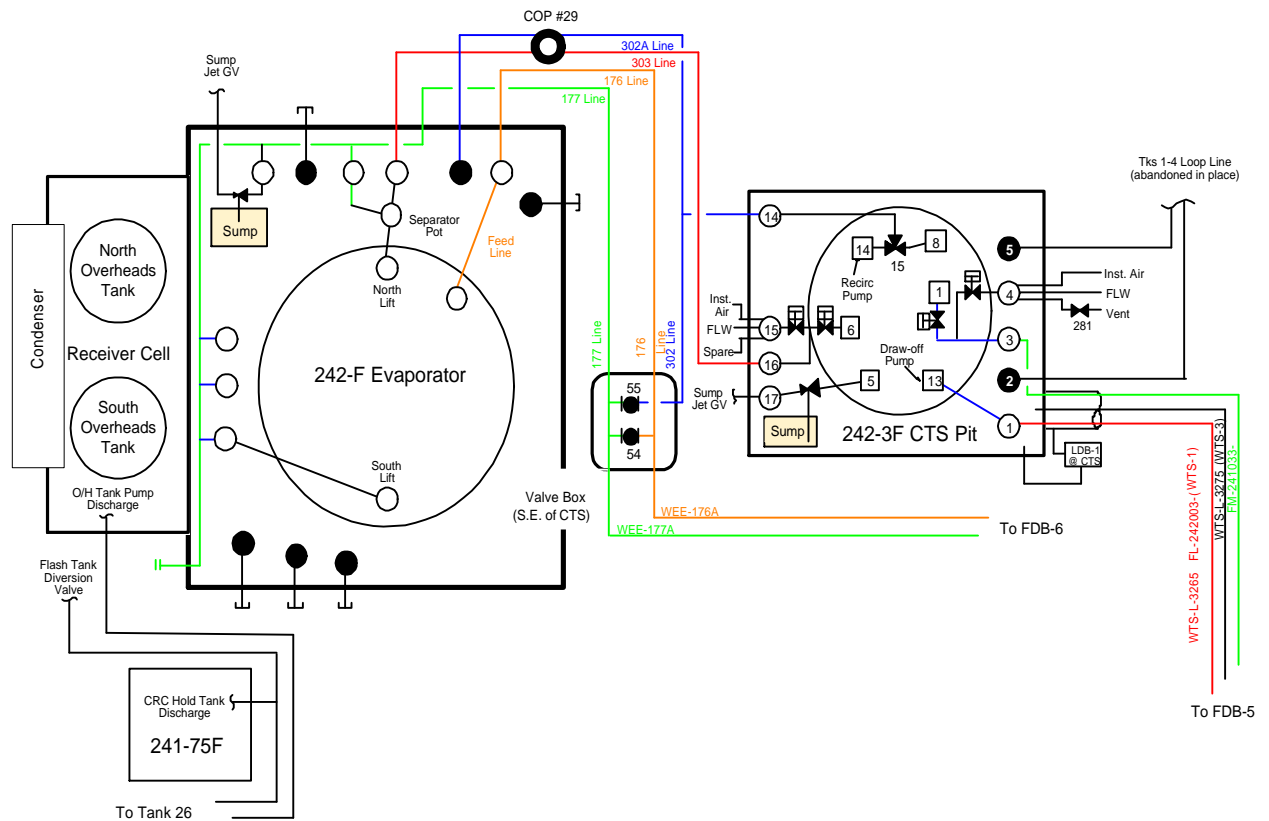 COP #29
302A Line
303 Line
176 Line
177 Line
Sump
Jet GV
Sump
Separator
Pot
Feed
Line
North
Lift
North
Overheads
Tank
Condenser
Receiver Cell
242-F Evaporator
South
Overheads
Tank
O/H Tank Pump
Discharge
South
Lift
Valve Box
(S.E. of CTS)
177 Line
176
Line
302 Line
55
54
WEE-176A
WEE-177A
To FDB-6
Flash Tank
Diversion
Valve
CRC Hold Tank
Discharge
241-75F
To Tank 26
Tks 1-4 Loop Line
(abandoned in place)
14
14
15
8
5
Recirc
Pump
1
4
Inst. Air
FLW
Vent
281
Inst.
Air
FLW
Spare
15
6
3
16
Draw-off
Pump
13
2
Sump
Jet GV
17
5
Sump
242-3F CTS Pit
1
LDB-1
@ CTS
WTS-L-3265 FL-242003-(WTS-1)
WTS-L-3275 (WTS-3)
FM-241033-
To FDB-5